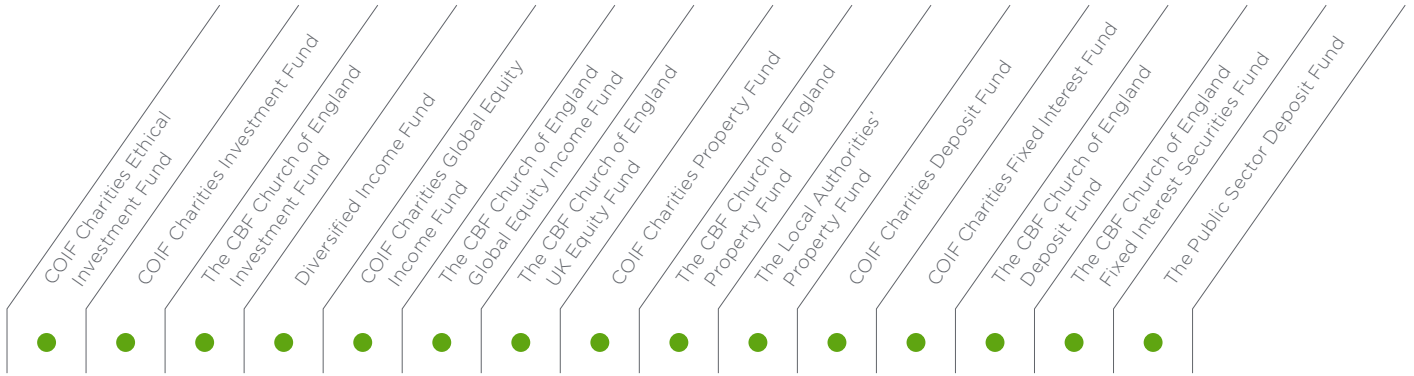 COIF Charities Ethical
Investment Fund
COIF Charities Investment Fund
The CBF Church of England
Investment Fund
Diversified Income Fund
COIF Charities Global Equity
Income Fund
The CBF Church of England
Global Equity Income Fund
The CBF Church of England
UK Equity Fund
COIF Charities Property Fund
The CBF Church of England
Property Fund
The Local Authorities’
Property Fund
COIF Charities Deposit Fund
COIF Charities Fixed Interest Fund
The CBF Church of England
Deposit Fund
The CBF Church of England
Fixed Interest Securities Fund
The Public Sector Deposit Fund